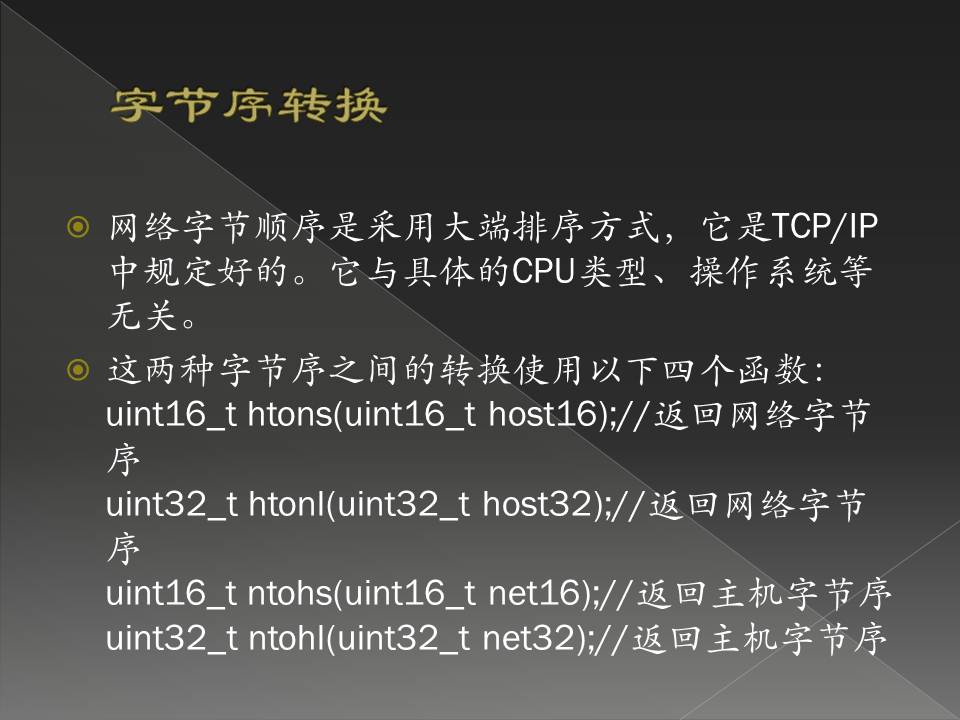 字节序转换
网络字节顺序是采用大端排序方式，它是TCP/IP
中规定好的。它与具体的CPU类型、操作系统等
无关。
这两种字节序之间的转换使用以下四个函数：
uint16_t htons(uint16_t host16);//返回网络字节
序
uint32_t htonl(uint32_t host32);//返回网络字节
序
uint16_t ntohs(uint16_t net16);//返回主机字节序
uint32_t ntohl(uint32_t net32);//返回主机字节序